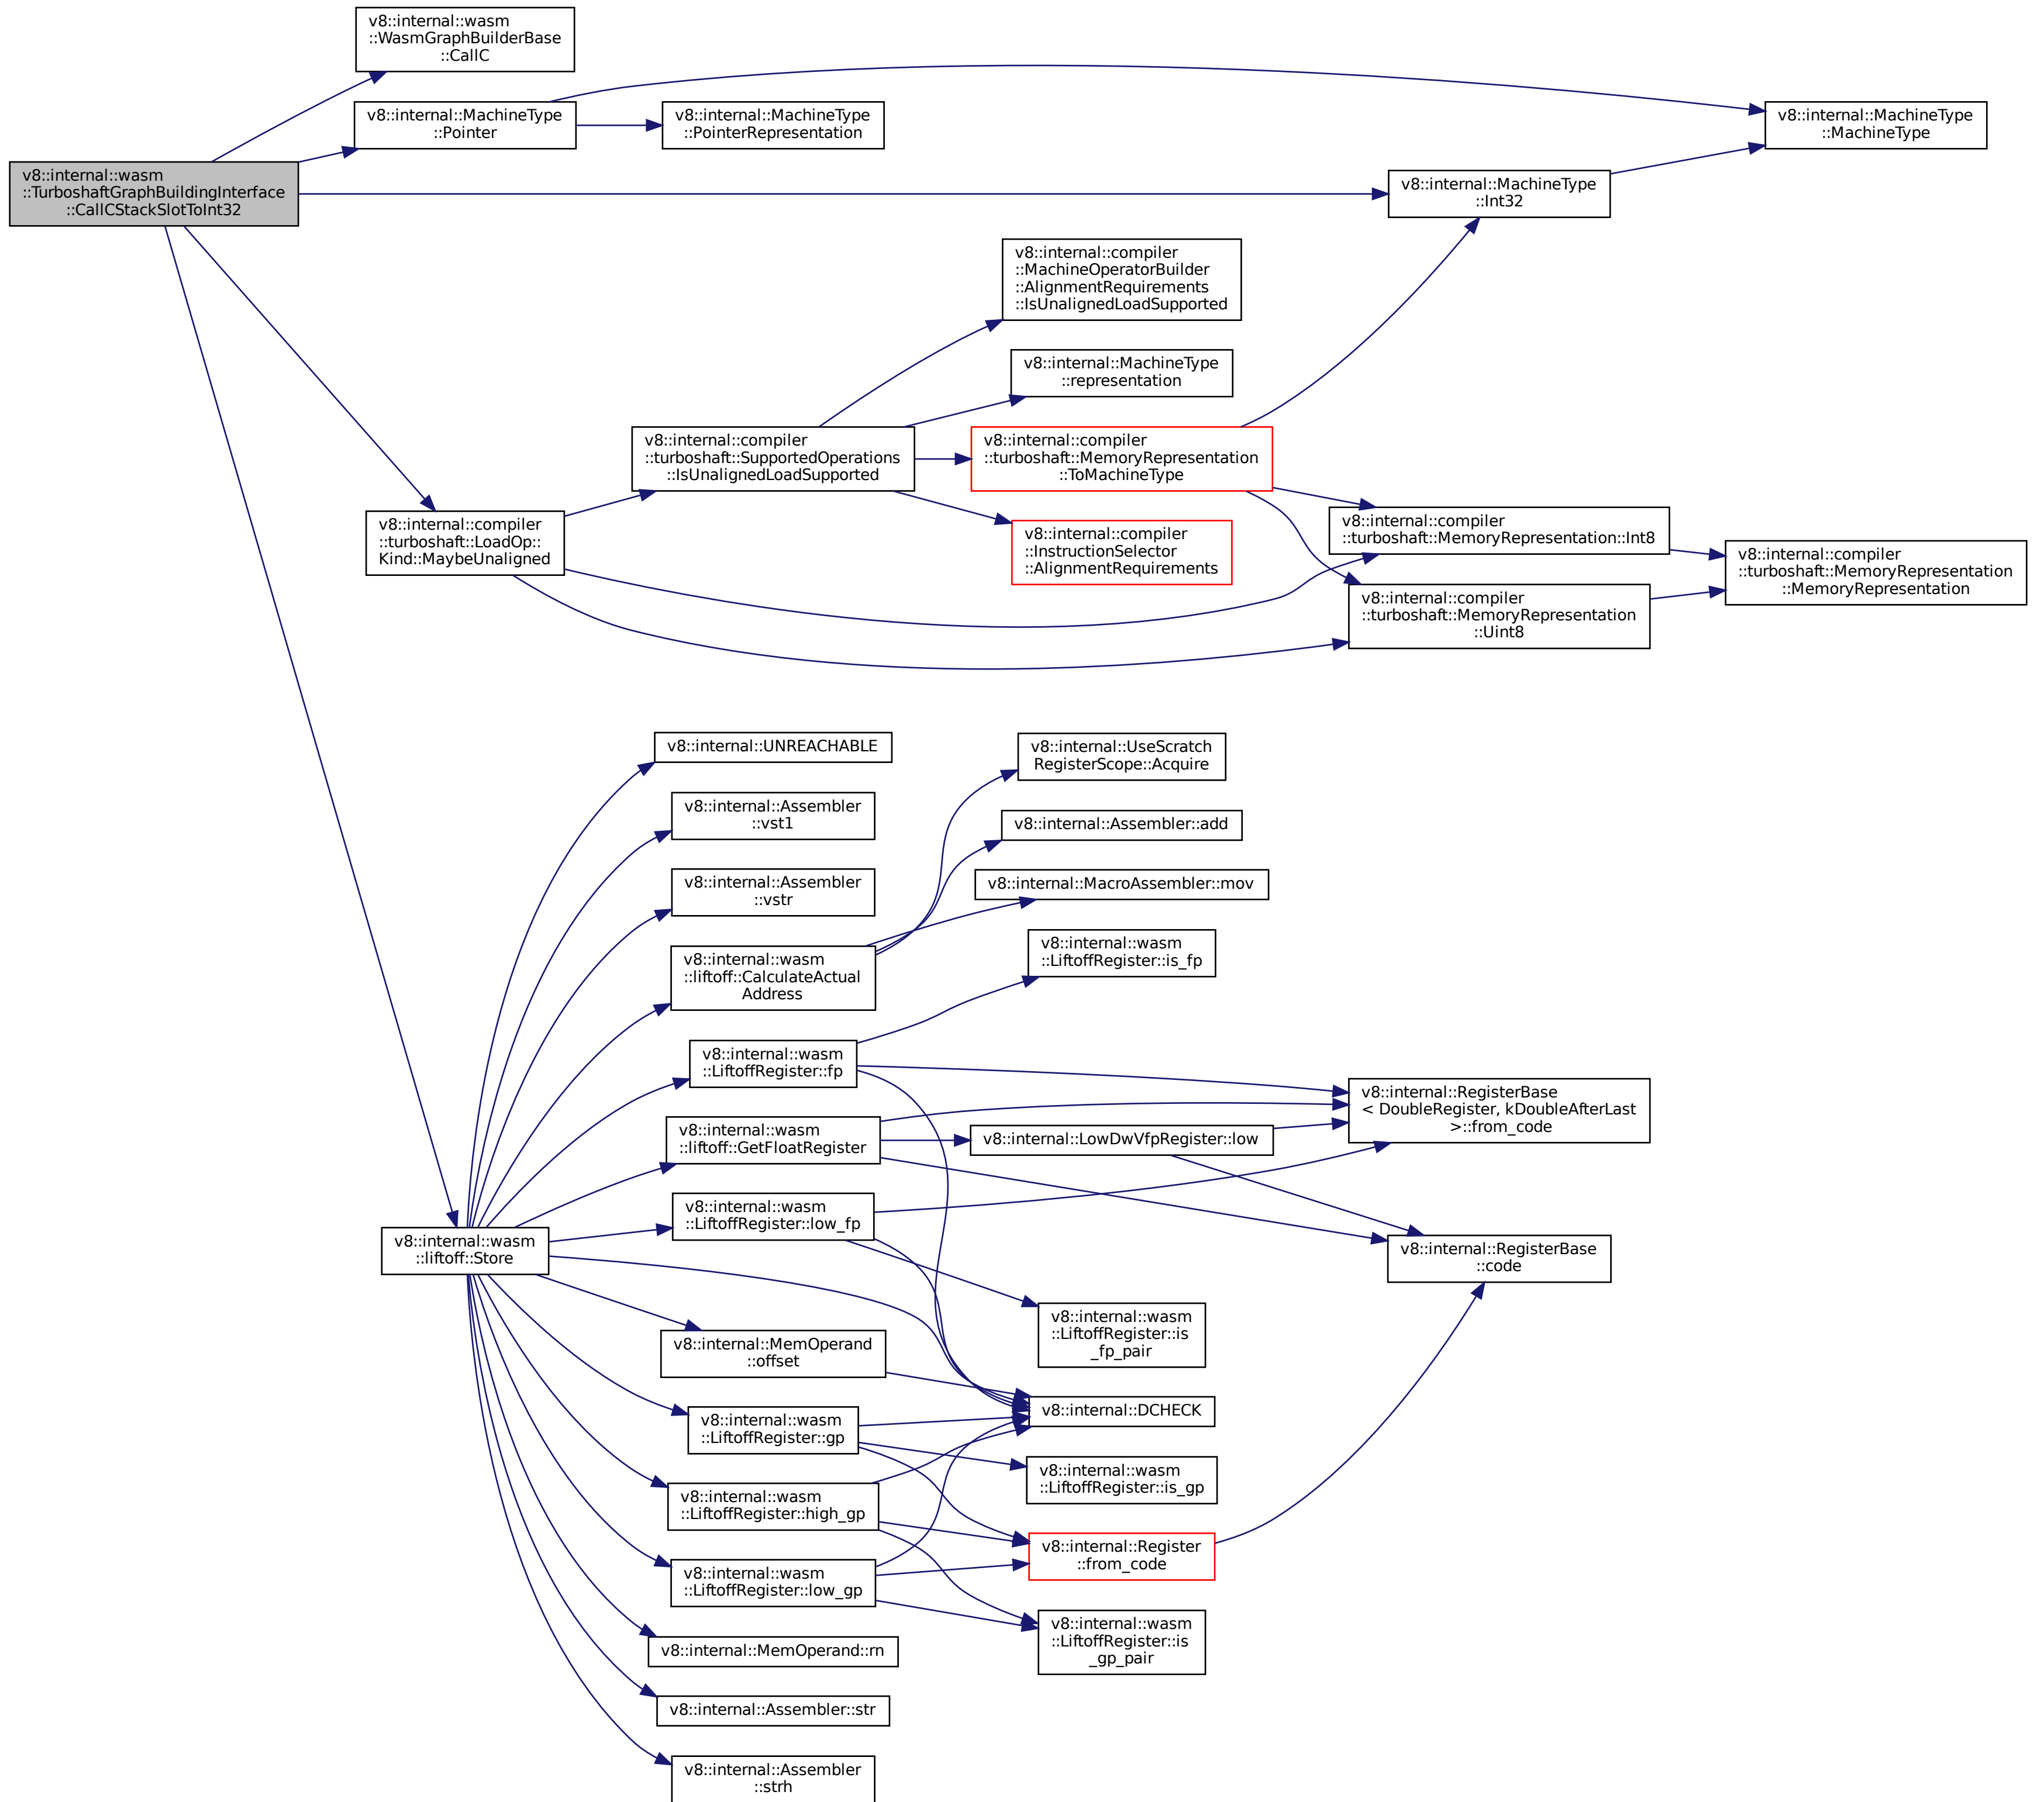 v8::internal::wasm
::WasmGraphBuilderBase
::CallC
v8::internal::MachineType
::Pointer
v8::internal::MachineType
::PointerRepresentation
v8::internal::MachineType
::MachineType
v8::internal::wasm
::TurboshaftGraphBuildingInterface
::CallCStackSlotToInt32
v8::internal::MachineType
::Int32
v8::internal::compiler
::MachineOperatorBuilder
::AlignmentRequirements
::IsUnalignedLoadSupported
v8::internal::MachineType
::representation
v8::internal::compiler
::turboshaft::SupportedOperations
::IsUnalignedLoadSupported
v8::internal::compiler
::turboshaft::MemoryRepresentation
::ToMachineType
v8::internal::compiler
::turboshaft::LoadOp::
Kind::MaybeUnaligned
v8::internal::compiler
::InstructionSelector
::AlignmentRequirements
v8::internal::compiler
::turboshaft::MemoryRepresentation::Int8
v8::internal::compiler
::turboshaft::MemoryRepresentation
::MemoryRepresentation
v8::internal::compiler
::turboshaft::MemoryRepresentation
::Uint8
v8::internal::UNREACHABLE
v8::internal::UseScratch
RegisterScope::Acquire
v8::internal::Assembler
::vst1
v8::internal::Assembler::add
v8::internal::Assembler
::vstr
v8::internal::MacroAssembler::mov
v8::internal::wasm
::liftoff::CalculateActual
Address
v8::internal::wasm
::LiftoffRegister::is_fp
v8::internal::wasm
::LiftoffRegister::fp
v8::internal::RegisterBase
< DoubleRegister, kDoubleAfterLast
>::from_code
v8::internal::wasm
::liftoff::GetFloatRegister
v8::internal::LowDwVfpRegister::low
v8::internal::wasm
::LiftoffRegister::low_fp
v8::internal::wasm
::liftoff::Store
v8::internal::RegisterBase
::code
v8::internal::wasm
::LiftoffRegister::is
_fp_pair
v8::internal::MemOperand
::offset
v8::internal::DCHECK
v8::internal::wasm
::LiftoffRegister::gp
v8::internal::wasm
::LiftoffRegister::is_gp
v8::internal::wasm
::LiftoffRegister::high_gp
v8::internal::Register
::from_code
v8::internal::wasm
::LiftoffRegister::low_gp
v8::internal::wasm
::LiftoffRegister::is
_gp_pair
v8::internal::MemOperand::rn
v8::internal::Assembler::str
v8::internal::Assembler
::strh